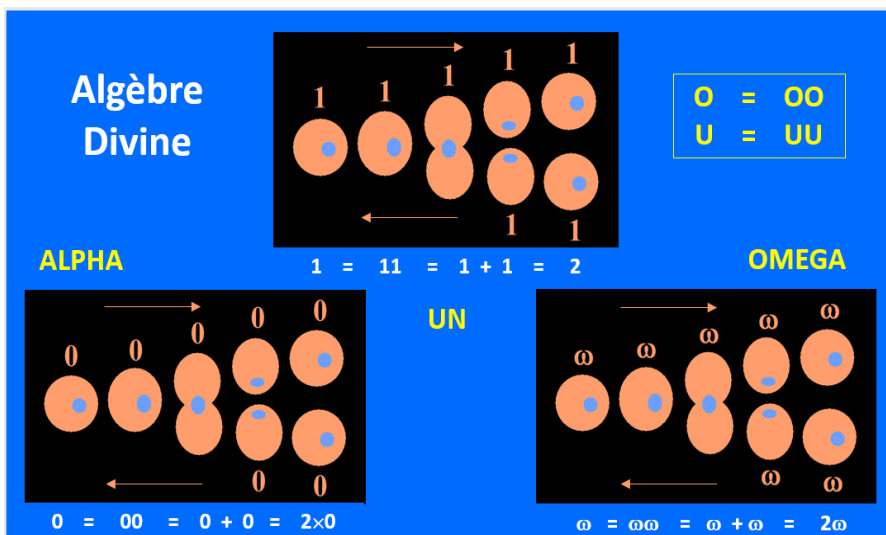 Algèbre
Divine
1 1 1 1 1
1 1
O = OO
U = UU
1 = 11 = 1 + 1 = 2
ALPHA
OMEGA
UN
0 0 0 0 0
0 0
0 = 00 = 0 + 0 = 2×0
ω ω ω ω ω
ω ω
ω = ωω = ω + ω = 2ω